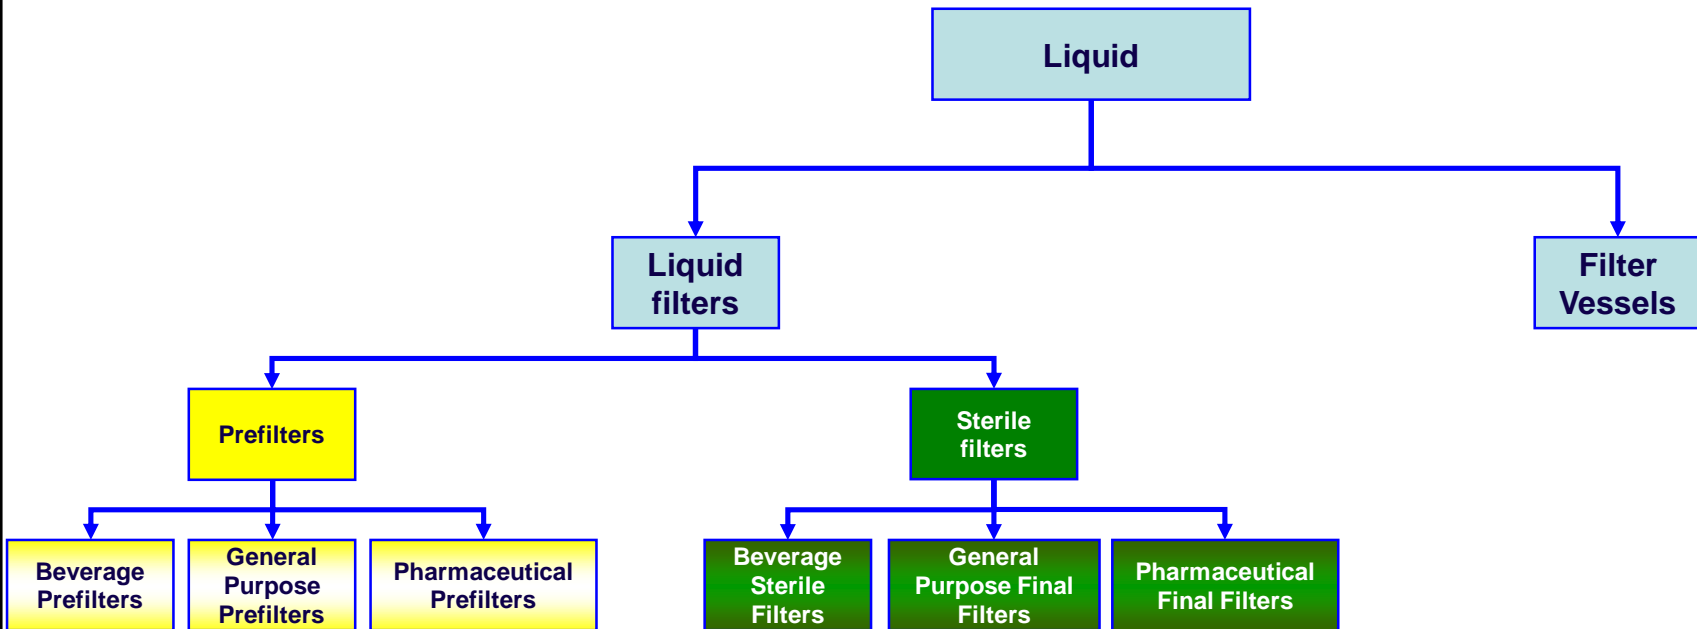 Liquid
Liquid
filters
Filter
Vessels
Prefilters
Sterile
filters
Beverage
Prefilters
General
Purpose
Prefilters
Pharmaceutical
Prefilters
Beverage
Sterile
Filters
General
Purpose Final
Filters
Pharmaceutical
Final Filters